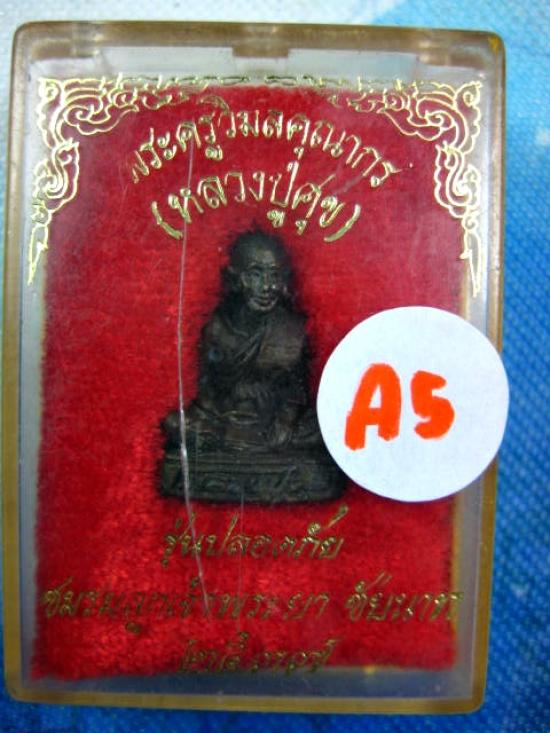 พระครูวิมลคุณากร
(หลวงปู่ศุข)
A5
รุ่นปลอดภัย
ชมรมลูกเจ้าพระยา ชัยนาท